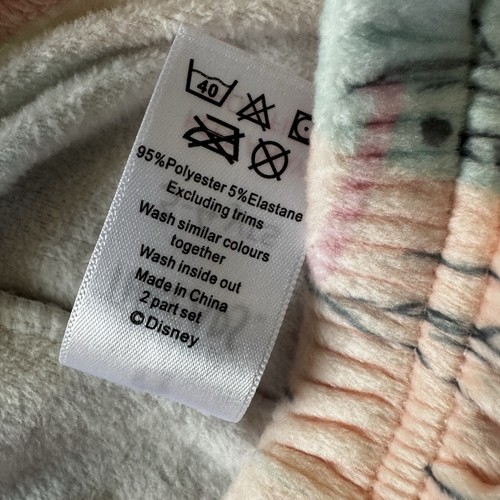 40
95%Polyester 5%Elastane
Excluding trims
Wash similar colours
together
Wash inside out
Made in China
2 part set
©Disney